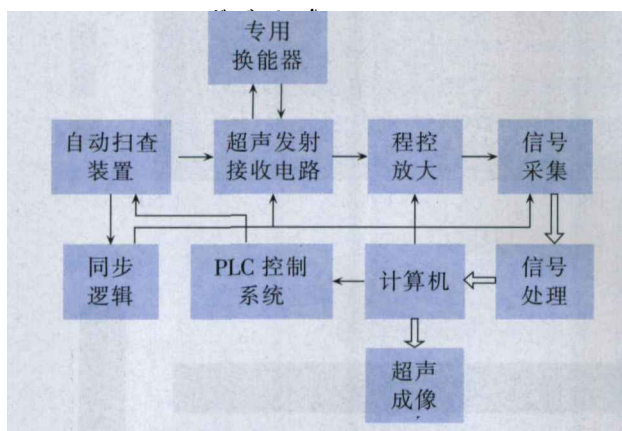 专用
换能器
自动扫查
装置
超声发射
接收电路
程控
放大
信号
采集
同步
逻辑
PLC 控制
系统
计算机
信号
处理
超声
成像